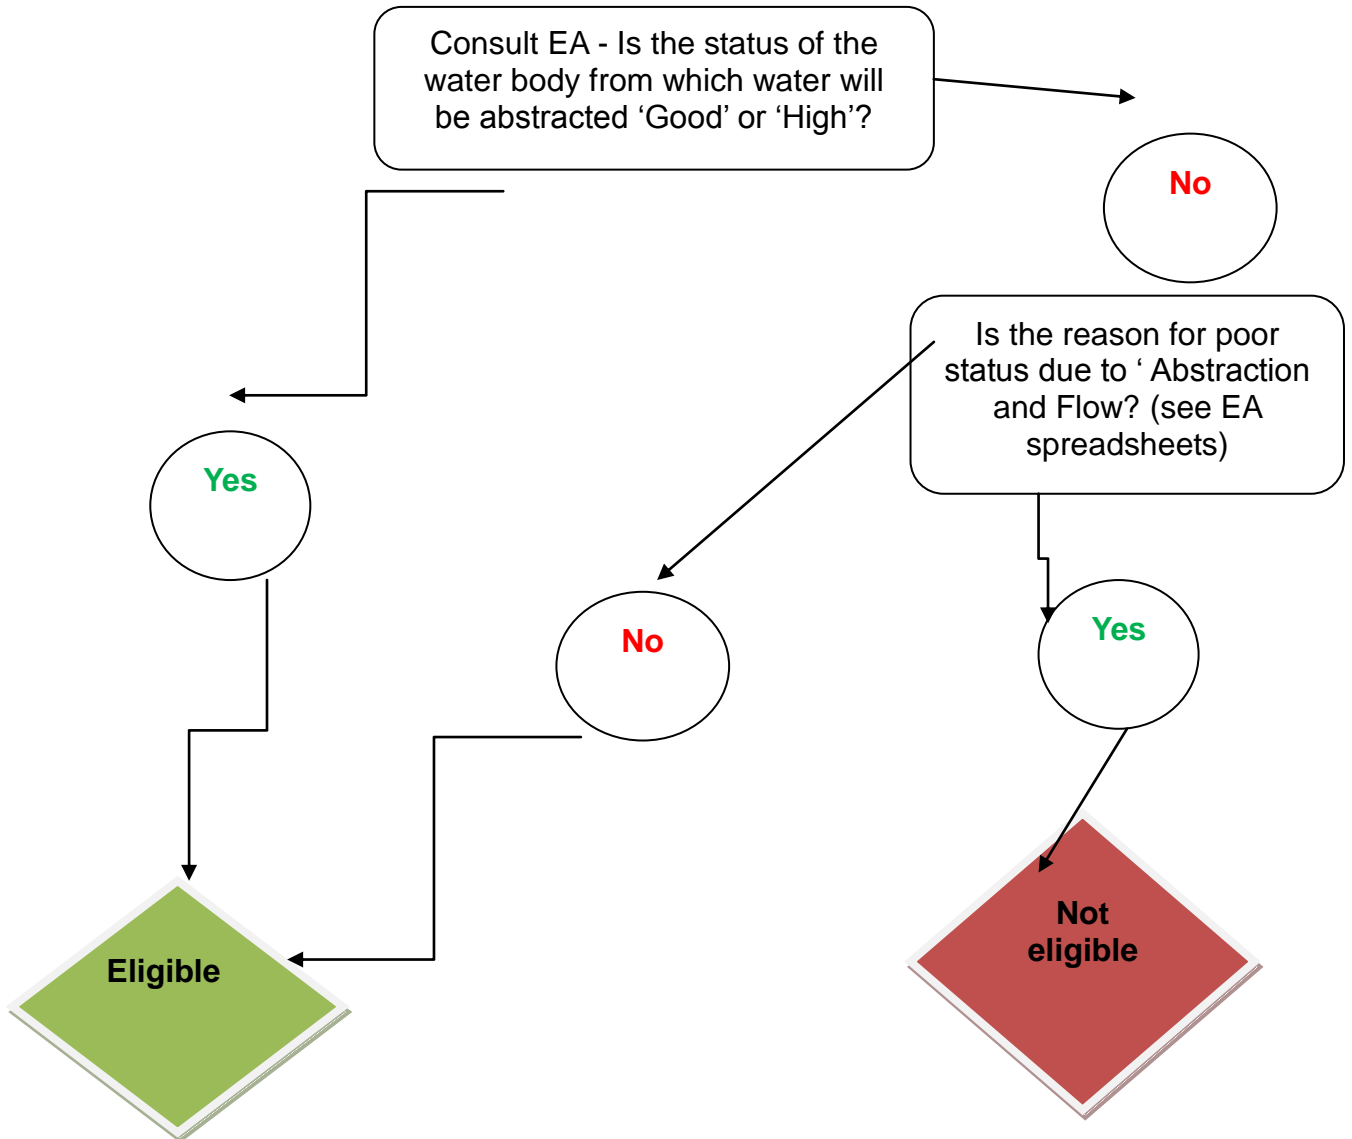 Consult EA - Is the status of the
water body from which water will
be abstracted ‘Good’ or ‘High’?
No
Is the reason for poor
status due to ‘ Abstraction
and Flow? (see EA
spreadsheets)
Yes
No
Yes
Eligible
Not
eligible